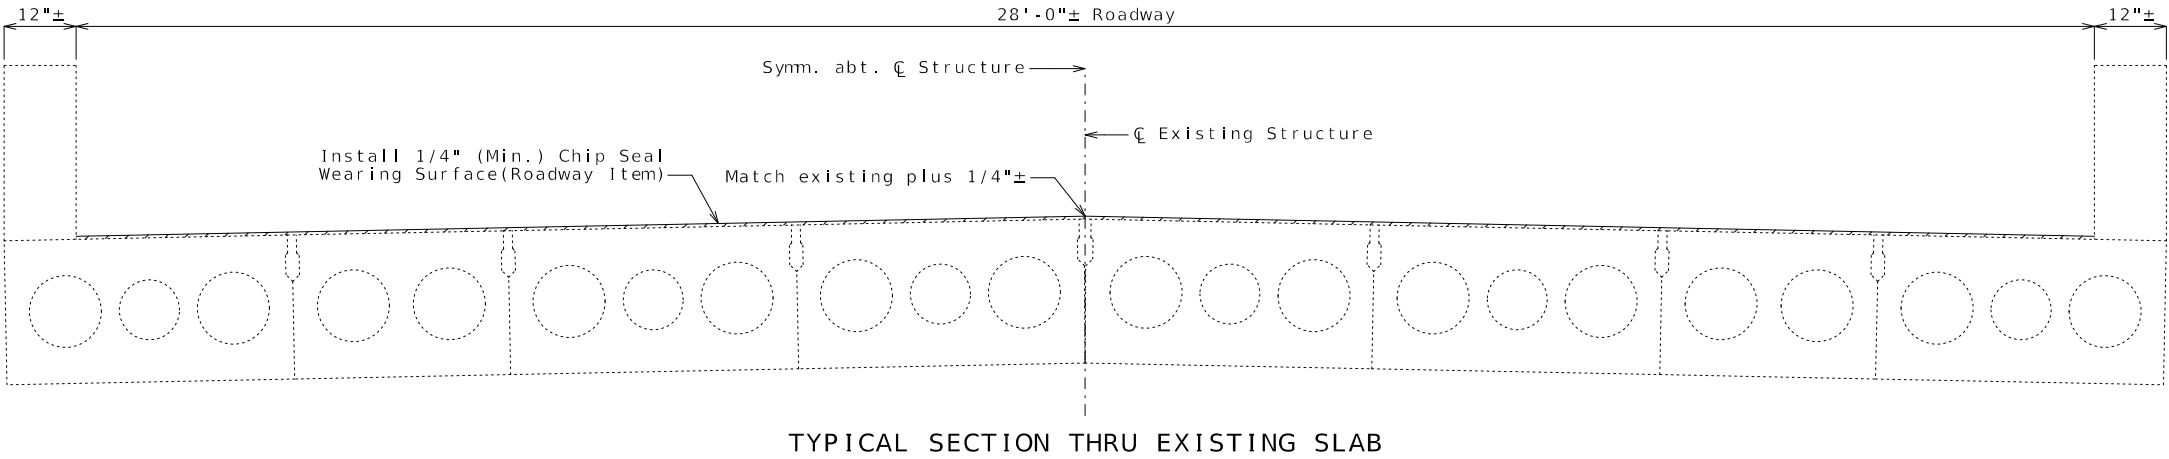 12"±
28'-0"± Roadway
12"±
Symm. abt. ℄ Structure
℄ Existing Structure
Install 1/4" (Min.) Chip Seal
Wearing Surface(Roadway Item)
Match existing plus 1/4"±
TYPICAL SECTION THRU EXISTING SLAB